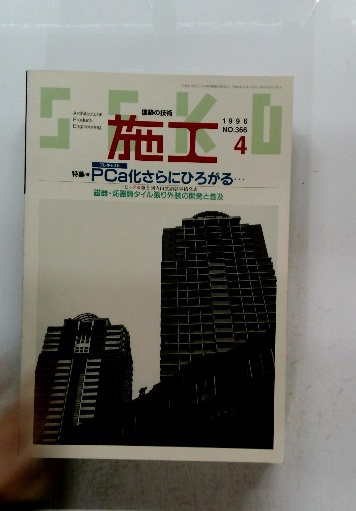 SEKO
Architectural
Product-
Engineering
建築の技術
施工
1996
NO.366
4
プレキャスト
特集●PCa化さらにひろがる…
磁器・炻器質タイル張り外装の開発と普及